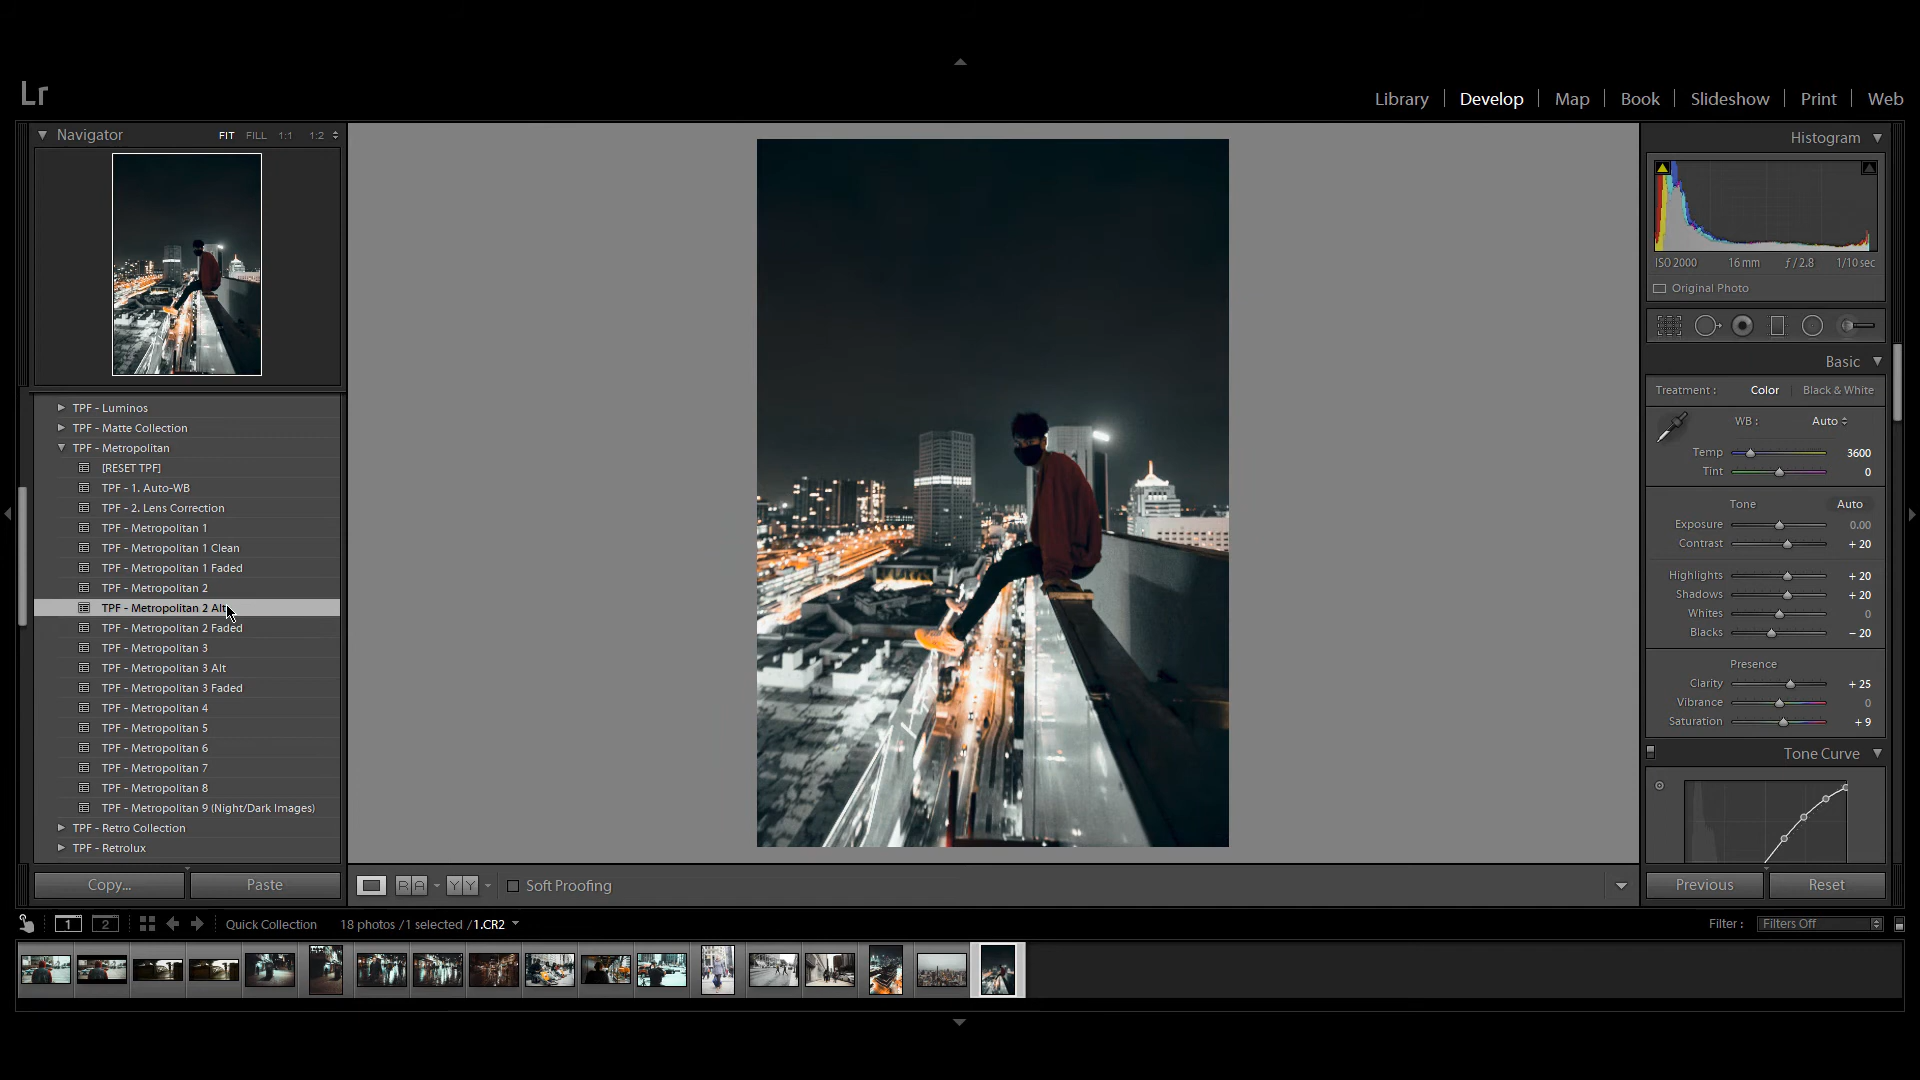 Lr
Library | Develop | Map | Book | Slideshow | Print | Web
Navigator FIT FILL 1:1 1:2
TPF - Luminos
TPF - Matte Collection
TPF - Metropolitan
[RESET TPF]
TPF - 1. Auto-WB
TPF - 2. Lens Correction
TPF - Metropolitan 1
TPF - Metropolitan 1 Clean
TPF - Metropolitan 1 Faded
TPF - Metropolitan 2
TPF - Metropolitan 2 Alt
TPF - Metropolitan 2 Faded
TPF - Metropolitan 3
TPF - Metropolitan 3 Alt
TPF - Metropolitan 3 Faded
TPF - Metropolitan 4
TPF - Metropolitan 5
TPF - Metropolitan 6
TPF - Metropolitan 7
TPF - Metropolitan 8
TPF - Metropolitan 9 (Night/Dark Images)
TPF - Retro Collection
TPF - Retrolux
Copy... Paste
Histogram
ISO 2000 16 mm ƒ / 2.8 1/10 sec
Original Photo
Basic
Treatment : Color | Black & White
WB : Auto
Temp 3600
Tint 0
Tone Auto
Exposure 0.00
Contrast + 20
Highlights + 20
Shadows + 20
Whites 0
Blacks – 20
Presence
Clarity + 25
Vibrance 0
Saturation + 9
Tone Curve
Previous Reset
R A Y Y Soft Proofing
1 2 Quick Collection 18 photos / 1 selected / 1.CR2
Filter : Filters Off